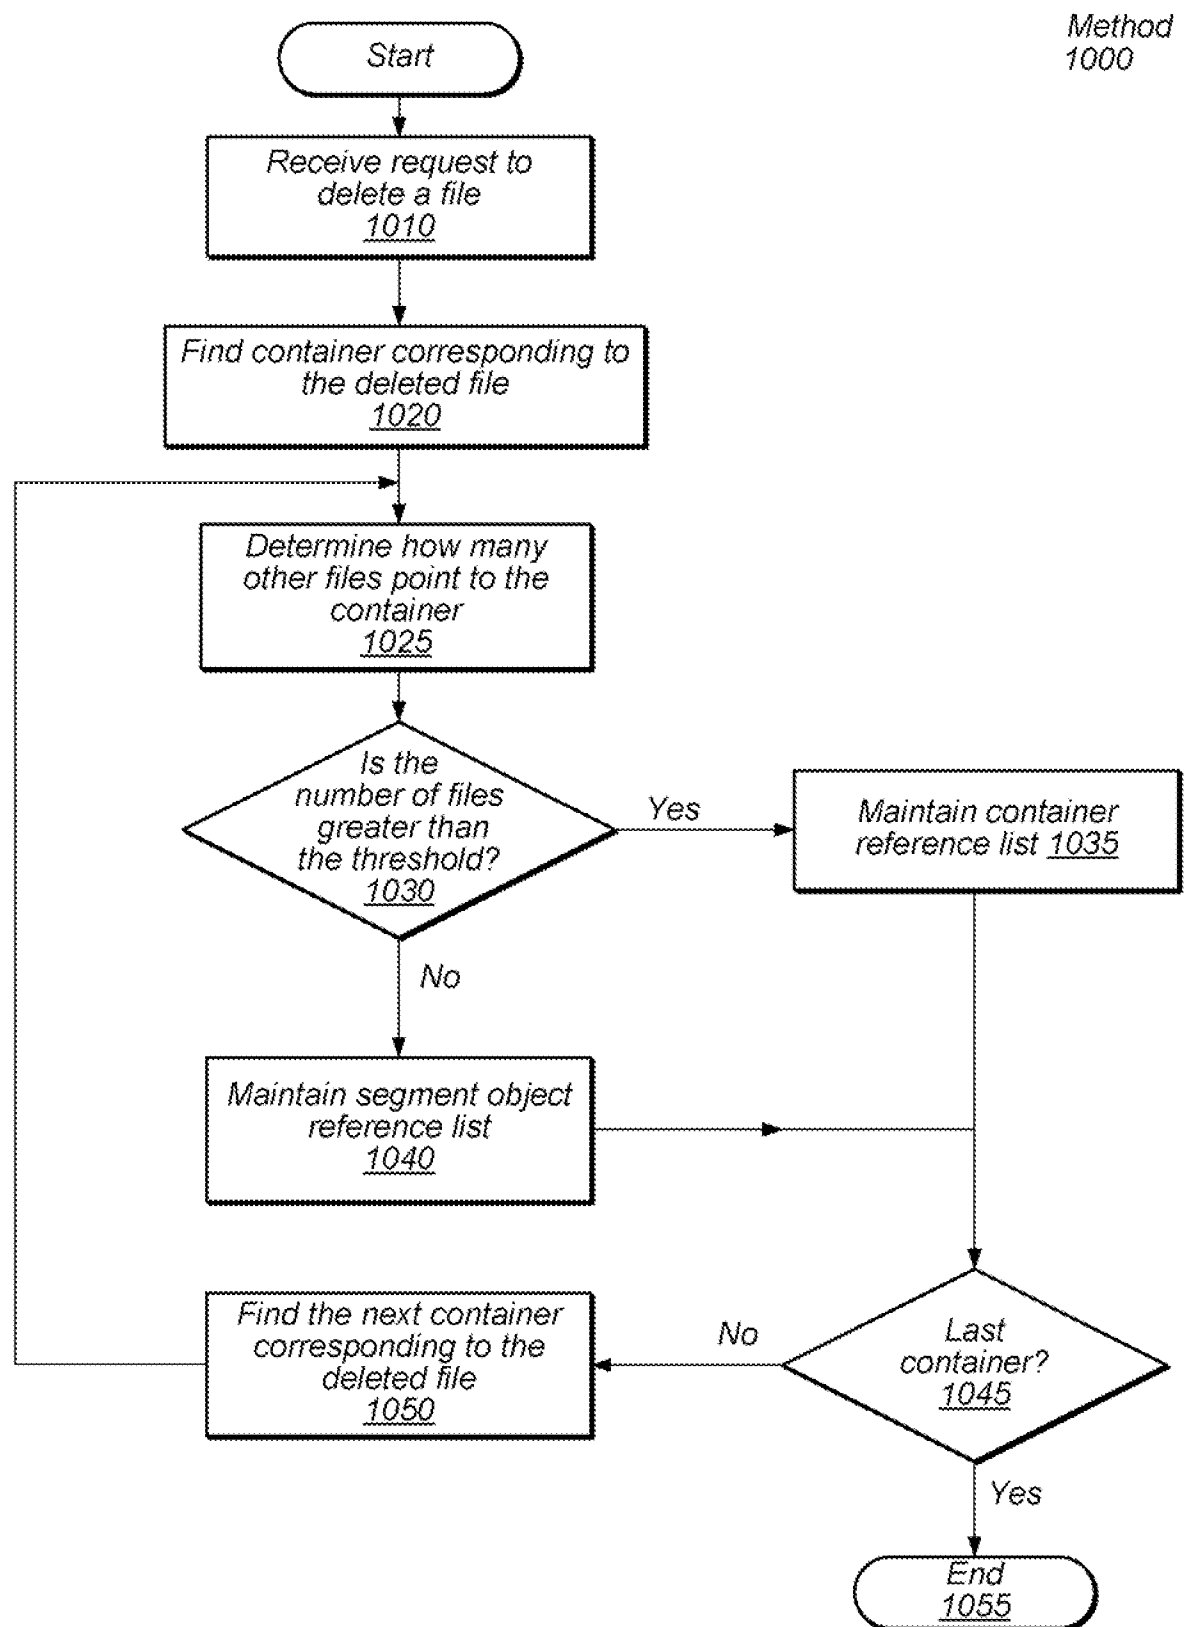 Method
1000
Start
Receive request to
delete a file
1010
Find container corresponding to
the deleted file
1020
Determine how many
other files point to the
container
1025
Is the
number of files
greater than
the threshold?
1030
Yes
Maintain container
reference list 1035
No
Maintain segment object
reference list
1040
Find the next container
corresponding to the
deleted file
1050
No
Last
container?
1045
Yes
End
1055